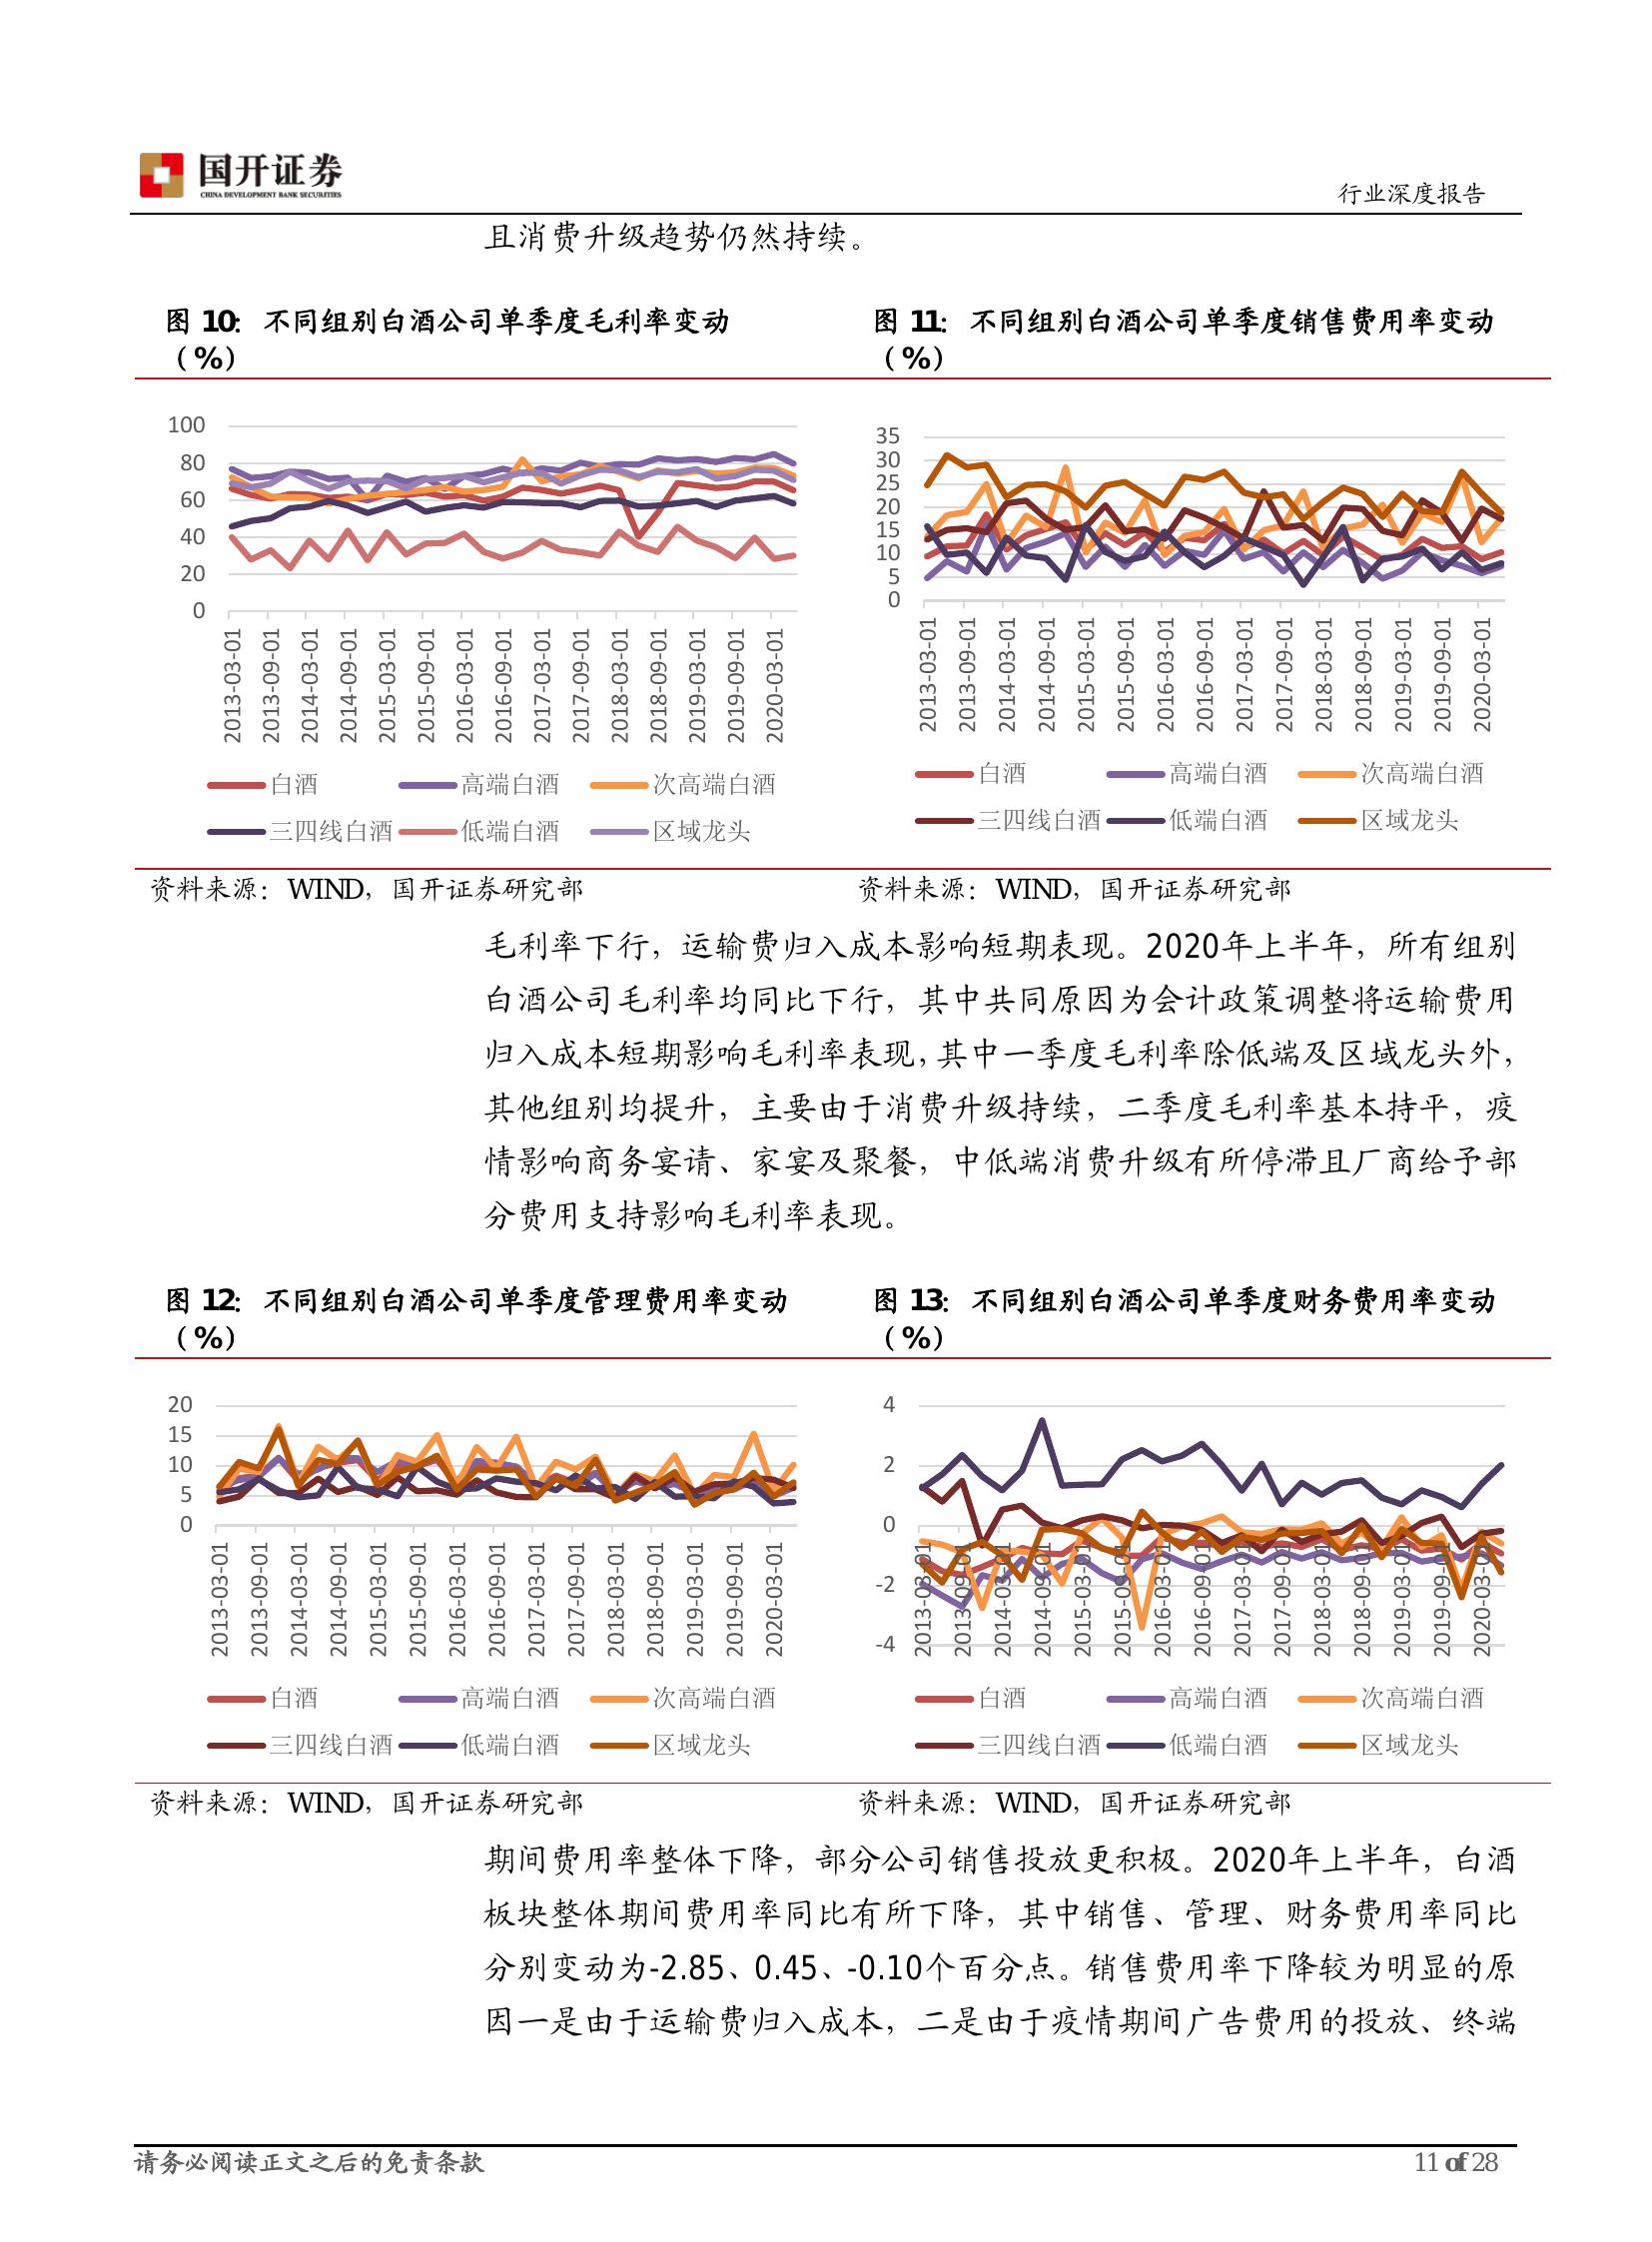 国开证券
CHINA DEVELOPMENT BANK SECURITIES
行业深度报告
且消费升级趋势仍然持续。
图 10： 不同组别白酒公司单季度毛利率变动
（%）
图 11： 不同组别白酒公司单季度销售费用率变动
（%）
100
80
60
40
20
0
2013-03-01
2013-09-01
2014-03-01
2014-09-01
2015-03-01
2015-09-01
2016-03-01
2016-09-01
2017-03-01
2017-09-01
2018-03-01
2018-09-01
2019-03-01
2019-09-01
2020-03-01
白酒 高端白酒 次高端白酒
三四线白酒 低端白酒 区域龙头
35
30
25
20
15
10
5
0
2013-03-01
2013-09-01
2014-03-01
2014-09-01
2015-03-01
2015-09-01
2016-03-01
2016-09-01
2017-03-01
2017-09-01
2018-03-01
2018-09-01
2019-03-01
2019-09-01
2020-03-01
白酒 高端白酒 次高端白酒
三四线白酒 低端白酒 区域龙头
资料来源：WIND，国开证券研究部
资料来源：WIND，国开证券研究部
毛利率下行，运输费归入成本影响短期表现。2020年上半年，所有组别
白酒公司毛利率均同比下行，其中共同原因为会计政策调整将运输费用
归入成本短期影响毛利率表现，其中一季度毛利率除低端及区域龙头外，
其他组别均提升，主要由于消费升级持续，二季度毛利率基本持平，疫
情影响商务宴请、家宴及聚餐，中低端消费升级有所停滞且厂商给予部
分费用支持影响毛利率表现。
图 12： 不同组别白酒公司单季度管理费用率变动
（%）
图 13： 不同组别白酒公司单季度财务费用率变动
（%）
20
15
10
5
0
2013-03-01
2013-09-01
2014-03-01
2014-09-01
2015-03-01
2015-09-01
2016-03-01
2016-09-01
2017-03-01
2017-09-01
2018-03-01
2018-09-01
2019-03-01
2019-09-01
2020-03-01
白酒 高端白酒 次高端白酒
三四线白酒 低端白酒 区域龙头
4
2
0
-2
-4
2013-03-01
2013-09-01
2014-03-01
2014-09-01
2015-03-01
2015-09-01
2016-03-01
2016-09-01
2017-03-01
2017-09-01
2018-03-01
2018-09-01
2019-03-01
2019-09-01
2020-03-01
白酒 高端白酒 次高端白酒
三四线白酒 低端白酒 区域龙头
资料来源：WIND，国开证券研究部
资料来源：WIND，国开证券研究部
期间费用率整体下降，部分公司销售投放更积极。2020年上半年，白酒
板块整体期间费用率同比有所下降，其中销售、管理、财务费用率同比
分别变动为-2.85、0.45、-0.10个百分点。销售费用率下降较为明显的原
因一是由于运输费归入成本，二是由于疫情期间广告费用的投放、终端
请务必阅读正文之后的免责条款
11 of 28